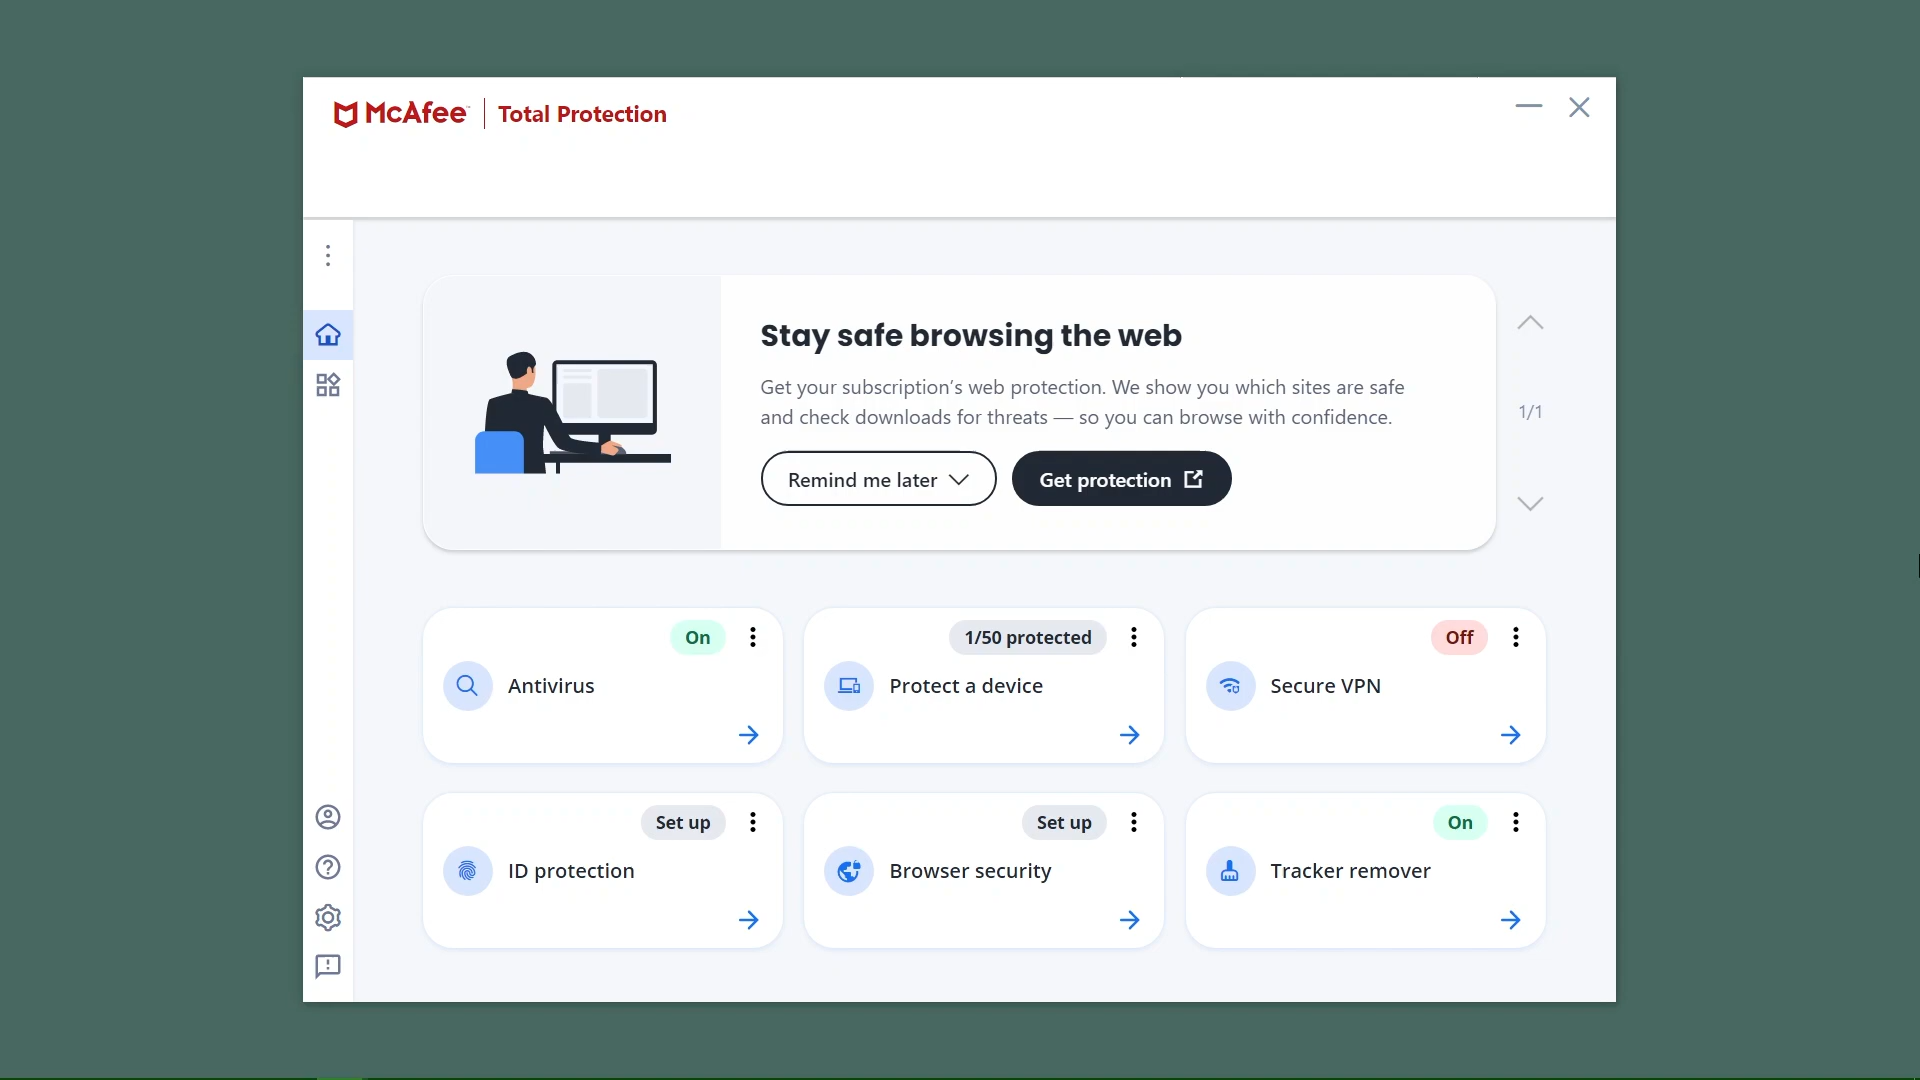 McAfee™ Total Protection
Stay safe browsing the web
Get your subscription’s web protection. We show you which sites are safe
and check downloads for threats — so you can browse with confidence.
1/1
Remind me later
Get protection
On
Antivirus
1/50 protected
Protect a device
Off
Secure VPN
Set up
ID protection
Set up
Browser security
On
Tracker remover